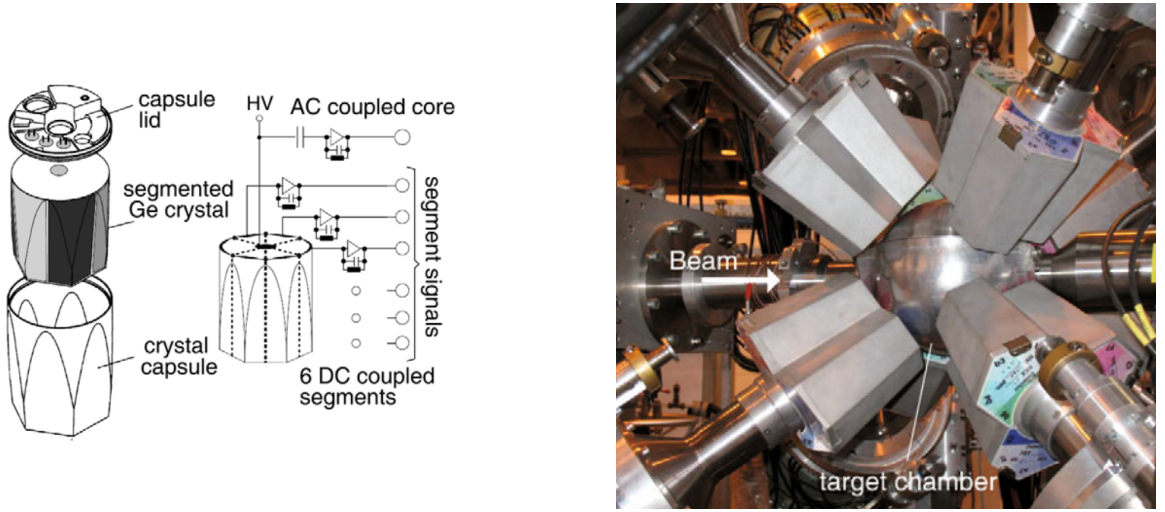 capsule
lid
segmented
Ge crystal
crystal
capsule
HV
AC coupled core
segment signals
6 DC coupled
segments
Beam
target chamber